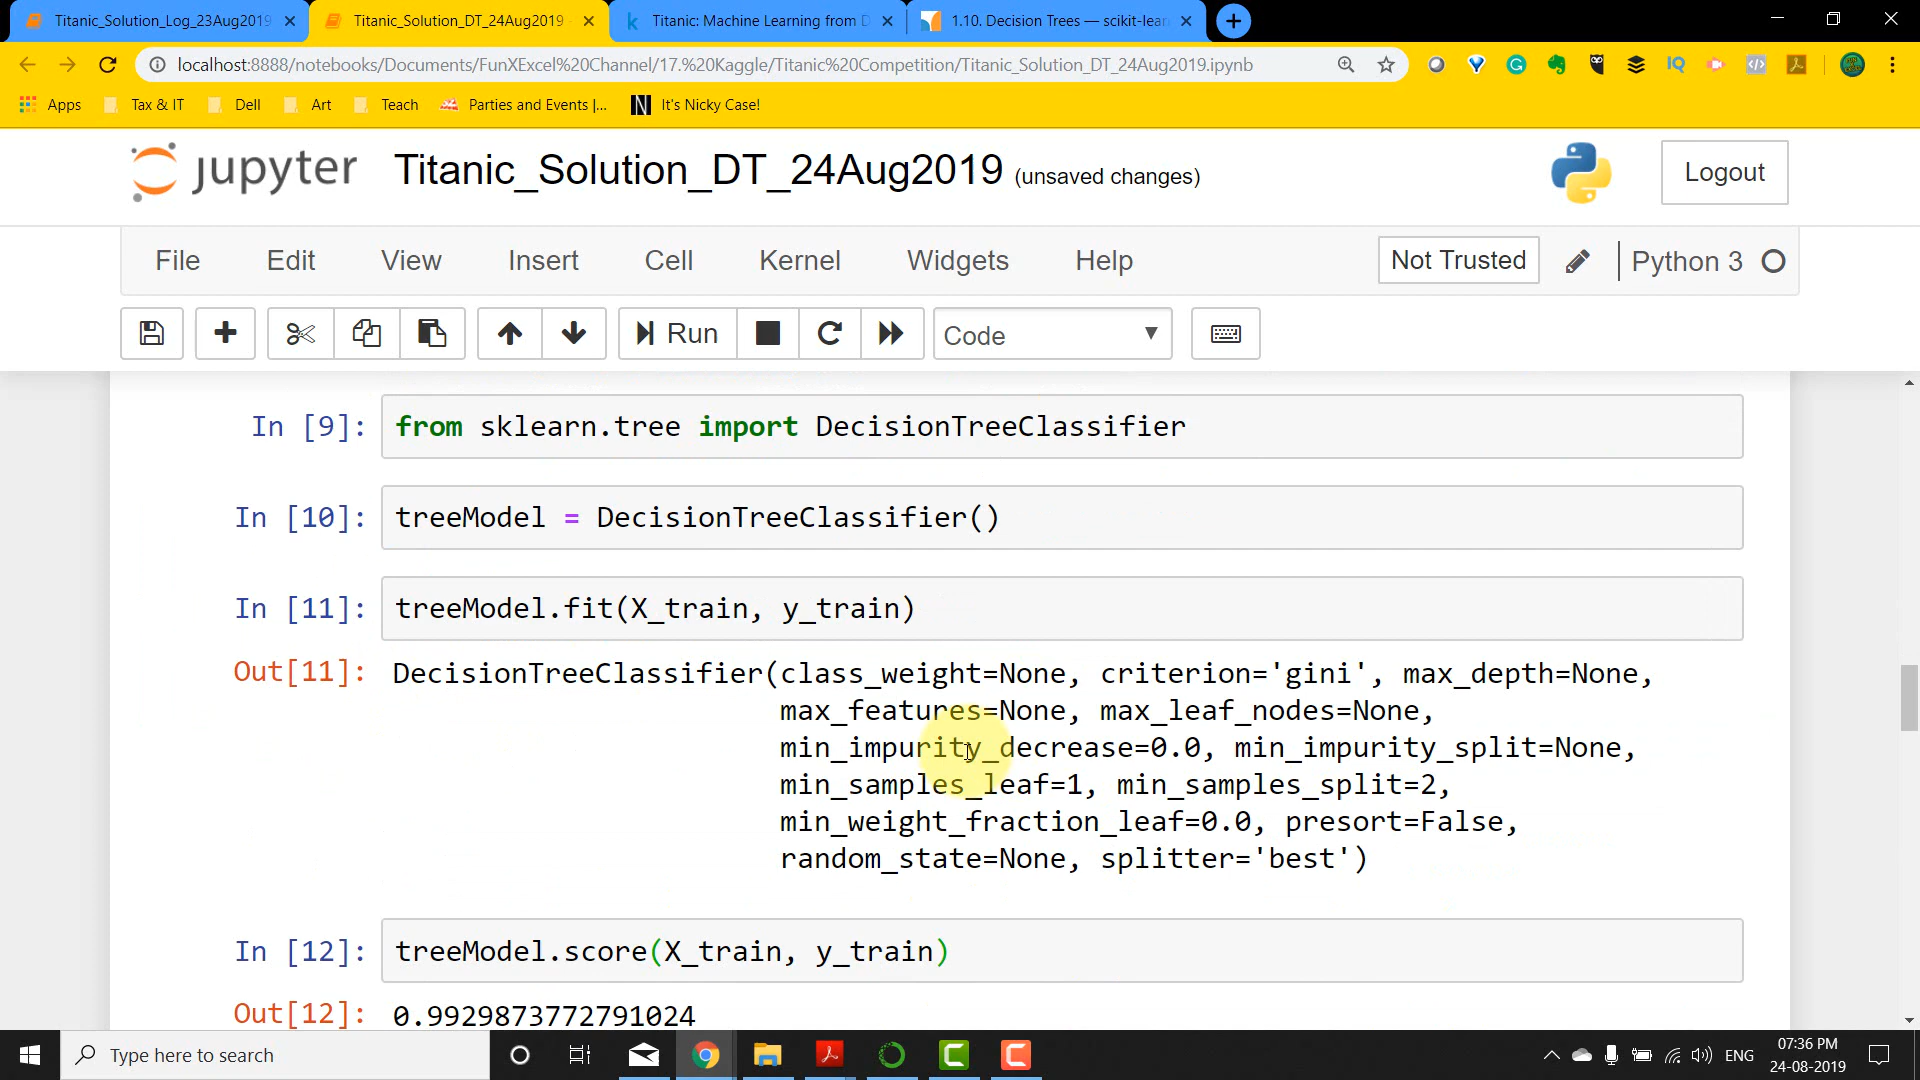 Titanic_Solution_Log_23Aug2019
Titanic_Solution_DT_24Aug2019
Titanic: Machine Learning from D
1.10. Decision Trees — scikit-lear
localhost:8888/notebooks/Documents/FunXExcel%20Channel/17.%20Kaggle/Titanic%20Competition/Titanic_Solution_DT_24Aug2019.ipynb
Apps
Tax & IT
Dell
Art
Teach
Parties and Events |...
It's Nicky Case!
jupyter
Titanic_Solution_DT_24Aug2019 (unsaved changes)
Logout
File
Edit
View
Insert
Cell
Kernel
Widgets
Help
Not Trusted
Python 3
Run
Code
In [9]: from sklearn.tree import DecisionTreeClassifier
In [10]: treeModel = DecisionTreeClassifier()
In [11]: treeModel.fit(X_train, y_train)
Out[11]: DecisionTreeClassifier(class_weight=None, criterion='gini', max_depth=None,
max_features=None, max_leaf_nodes=None,
min_impurity_decrease=0.0, min_impurity_split=None,
min_samples_leaf=1, min_samples_split=2,
min_weight_fraction_leaf=0.0, presort=False,
random_state=None, splitter='best')
In [12]: treeModel.score(X_train, y_train)
Out[12]: 0.9929873772791024
Type here to search
ENG
07:36 PM
24-08-2019